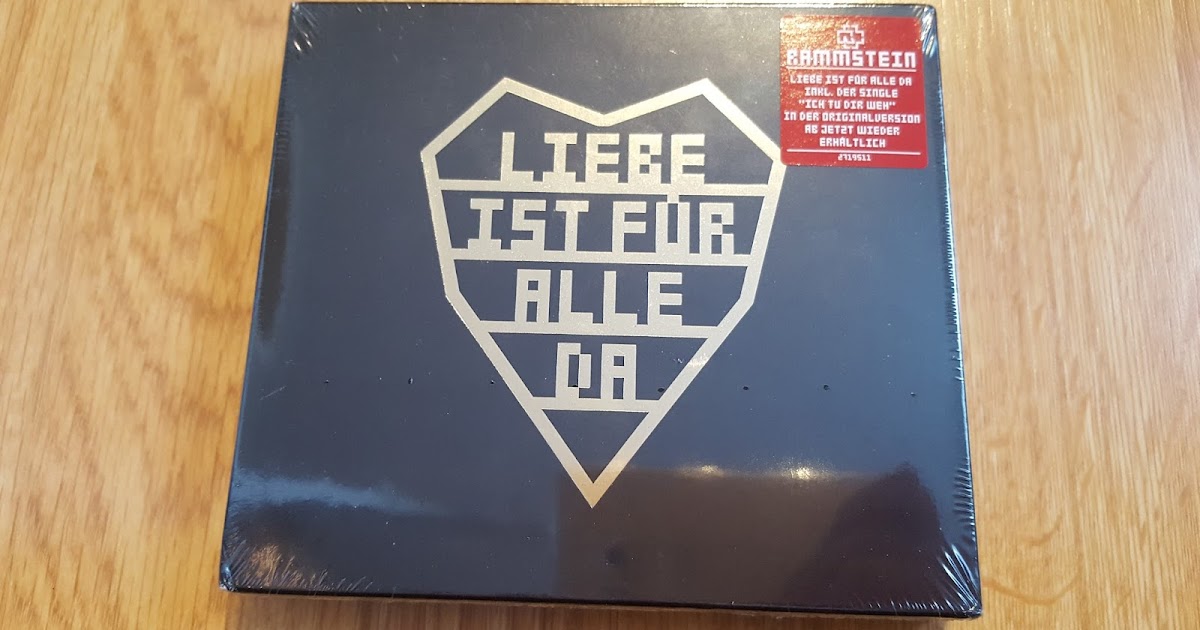 LIEBE
IST FÜR
ALLE
DA
RAMMSTEIN
LIEBE IST FÜR ALLE DA
INKL. DER SINGLE
"ICH TU DIR WEH"
IN DER ORIGINALVERSION
AB JETZT WIEDER
ERHÄLTLICH
2719511